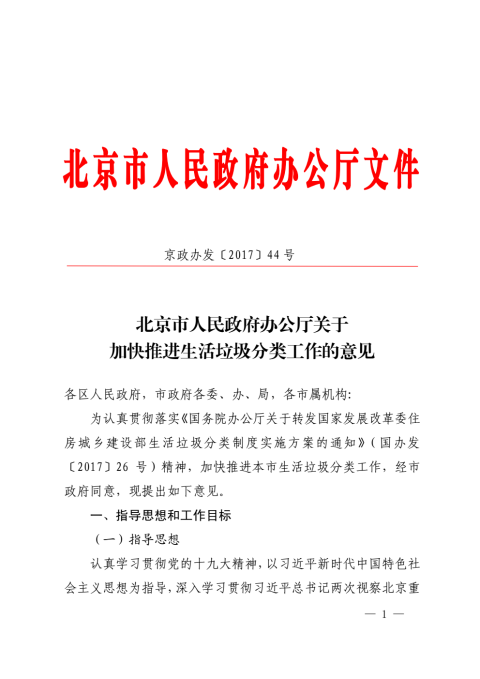 北京市人民政府办公厅文件
京政办发〔2017〕44 号
北京市人民政府办公厅关于
加快推进生活垃圾分类工作的意见
各区人民政府，市政府各委、办、局，各市属机构：
为认真贯彻落实《国务院办公厅关于转发国家发展改革委住
房城乡建设部生活垃圾分类制度实施方案的通知》（国办发
〔2017〕26 号）精神，加快推进本市生活垃圾分类工作，经市
政府同意，现提出如下意见。
一、指导思想和工作目标
（一）指导思想
认真学习贯彻党的十九大精神，以习近平新时代中国特色社
会主义思想为指导，深入学习贯彻习近平总书记两次视察北京重
— 1 —